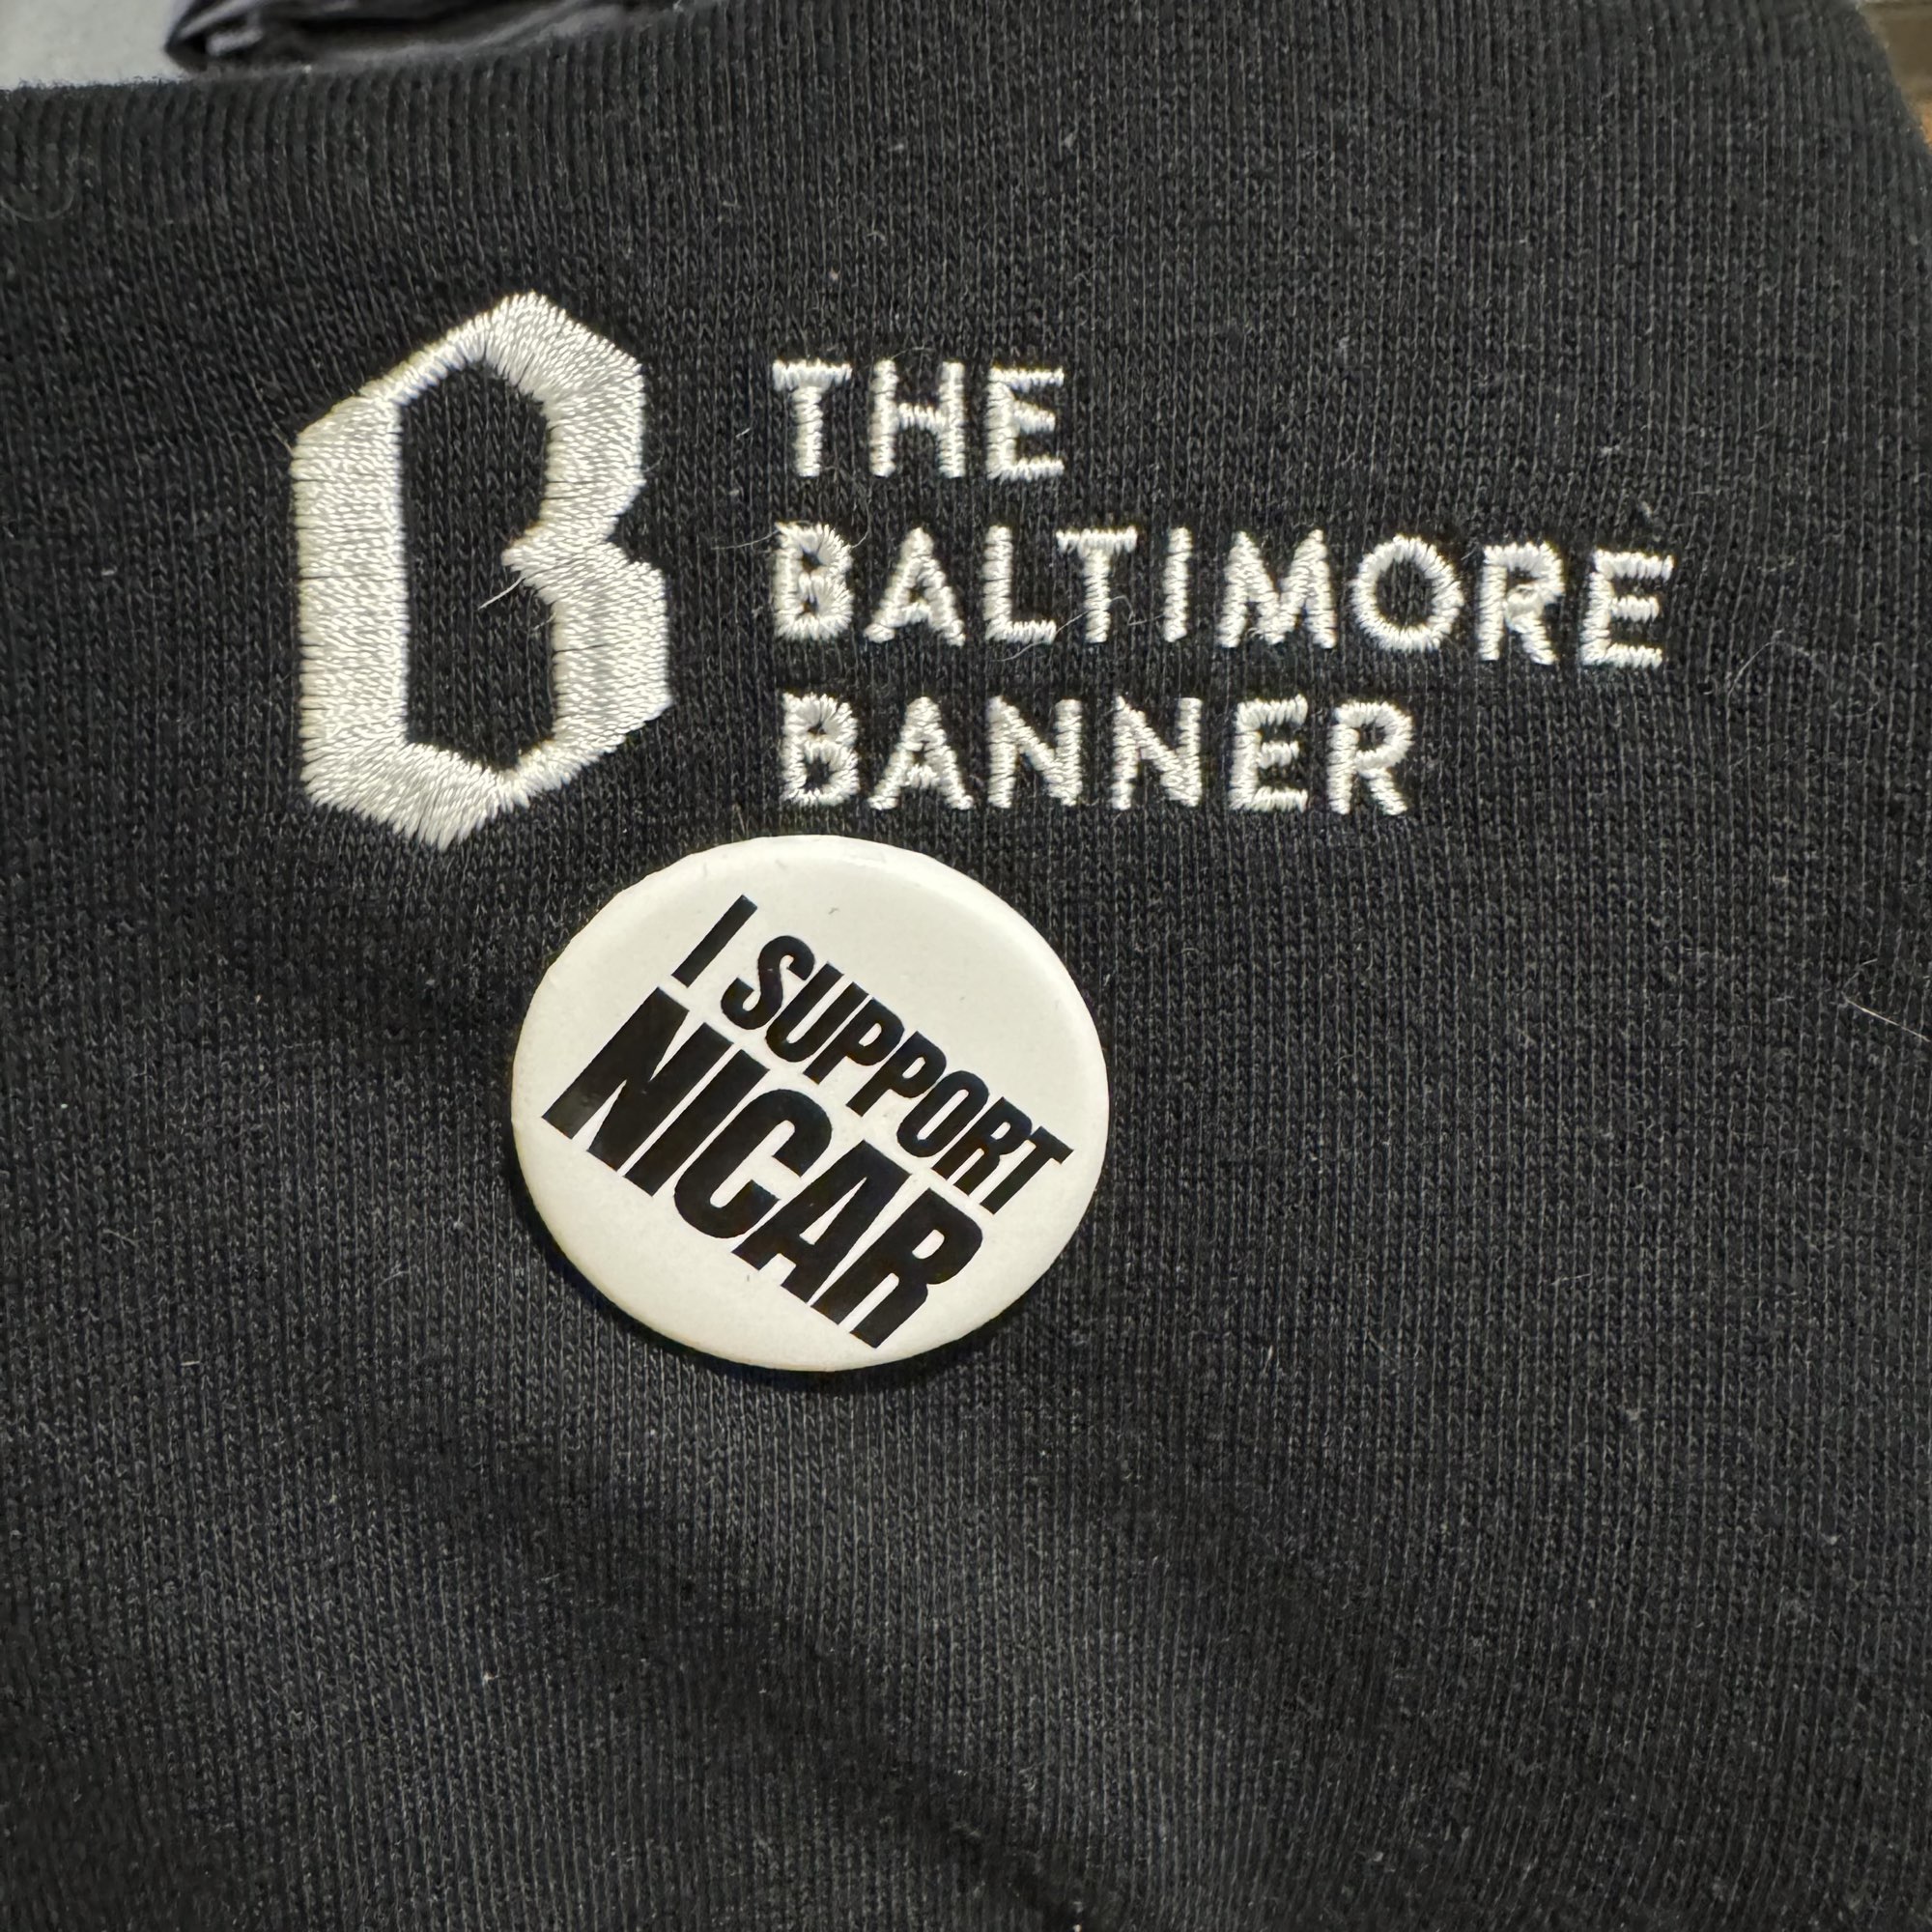 THE
BALTIMORE
BANNER
I SUPPORT
NICAR